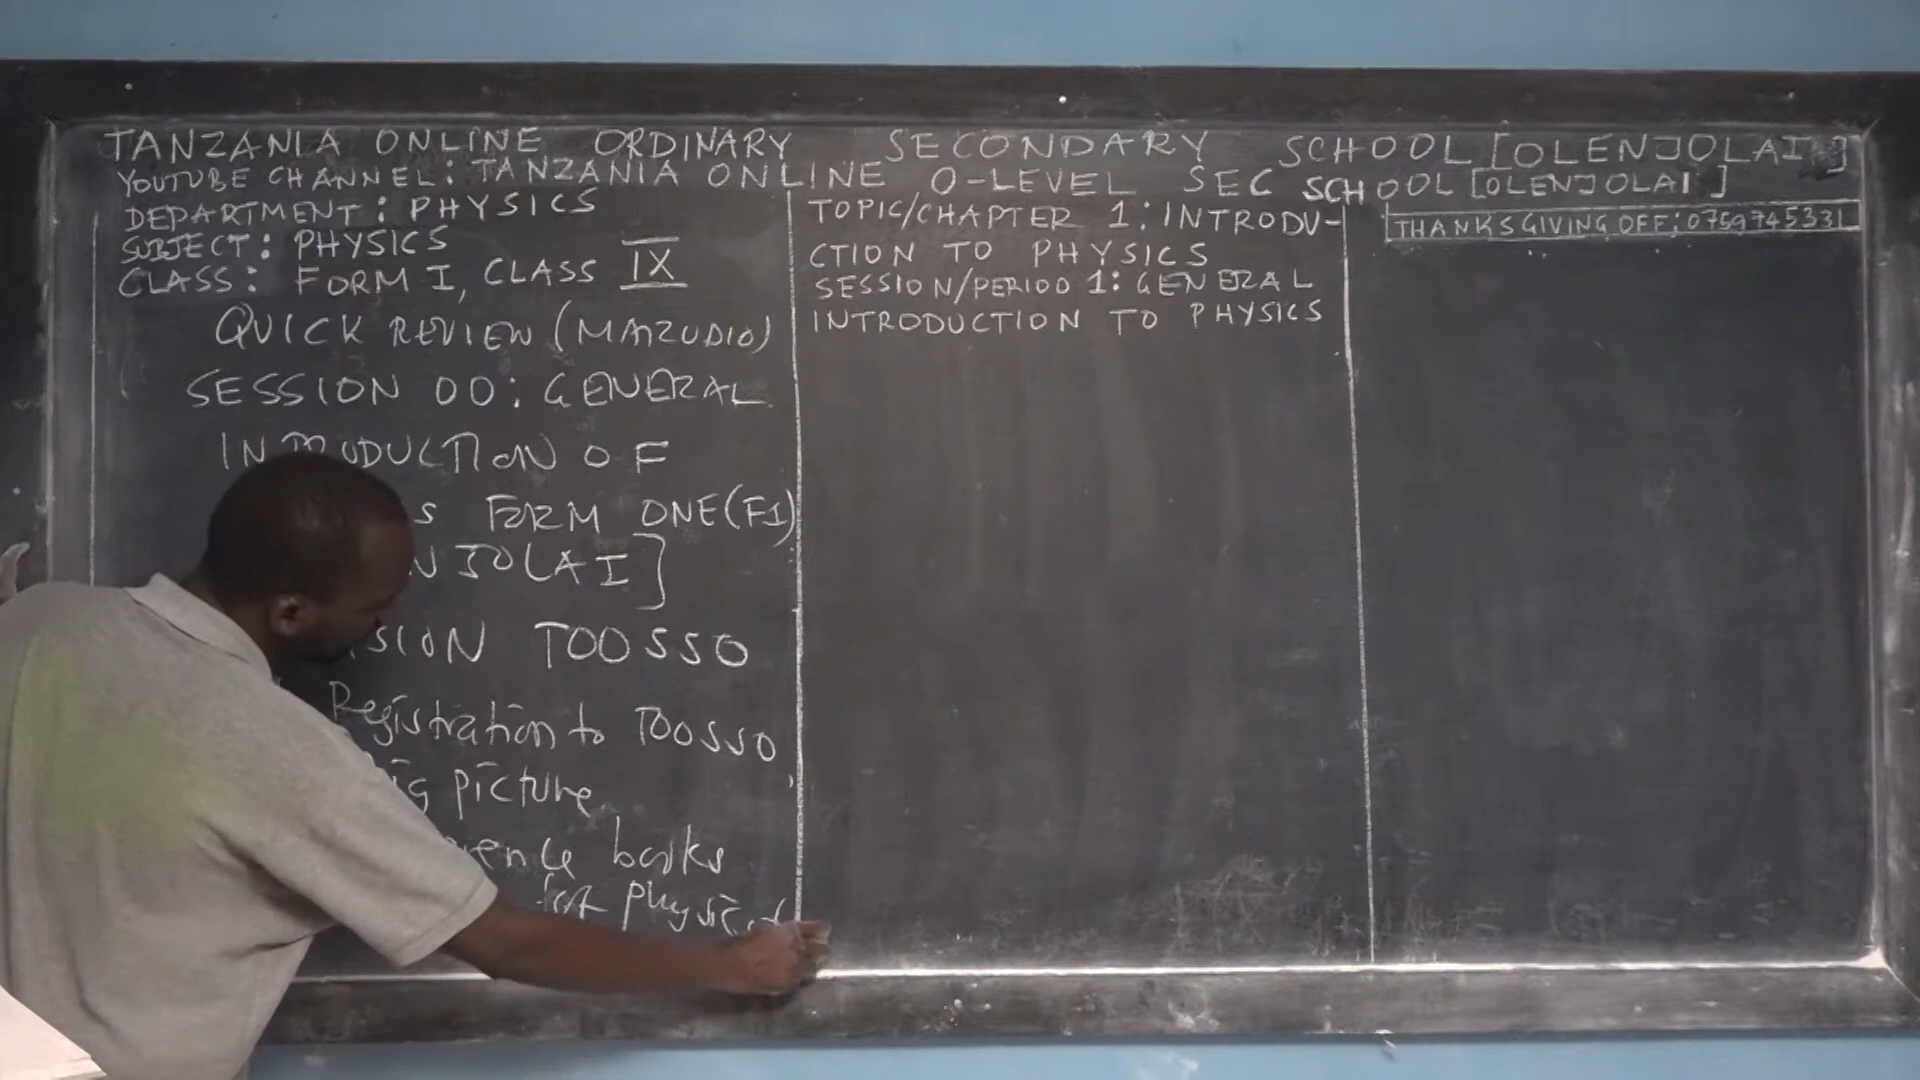 TANZANIA ONLINE ORDINARY SECONDARY SCHOOL [OLENJOLAI]
YOUTUBE CHANNEL: TANZANIA ONLINE O-LEVEL SEC SCHOOL [OLENJOLAI]
DEPARTMENT: PHYSICS
SUBJECT: PHYSICS
CLASS: FORM I, CLASS IX
QUICK REVIEW (MAZUDIO)
SESSION 00: GENERAL
INTRODUCTION OF
FORM ONE (F1)
NJOLAI]
SION TOOSSO
Registration to TOOSSO
picture
books
physics
TOPIC/CHAPTER 1: INTRODU-
CTION TO PHYSICS
SESSION/PERIOD 1: GENERAL
INTRODUCTION TO PHYSICS
THANKSGIVING OFF: 0759745331